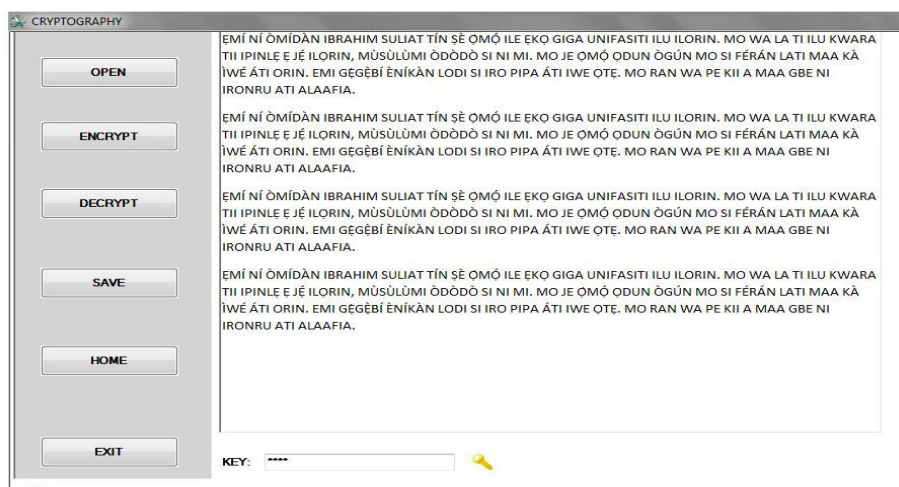 CRYPTOGRAPHY
OPEN
ENCRYPT
DECRYPT
SAVE
HOME
EXIT
ẸMÍ NÍ ÒMÍDÀN IBRAHIM SULIAT TÍN ṢÈ ỌMỌ́ ILE ẸKỌ GIGA UNIFASITI ILU ILORIN. MO WA LA TI ILU KWARA
TII IPINLẸ Ẹ JẸ́ ILỌRIN, MÙSÙLÙMI ÒDÒDÒ SI NI MI. MO JE ỌMỌ́ ỌDUN ÒGÚN MO SI FÉRÁN LATI MAA KÀ
ÌWÉ ÁTI ORIN. EMI GẸGẸ̀BÍ ÈNÍKÀN LODI SI IRO PIPA ÁTI IWE ỌTẸ. MO RAN WA PE KII A MAA GBE NI
IRONRU ATI ALAAFIA.
ẸMÍ NÍ ÒMÍDÀN IBRAHIM SULIAT TÍN ṢÈ ỌMỌ́ ILE ẸKỌ GIGA UNIFASITI ILU ILORIN. MO WA LA TI ILU KWARA
TII IPINLẸ Ẹ JẸ́ ILỌRIN, MÙSÙLÙMI ÒDÒDÒ SI NI MI. MO JE ỌMỌ́ ỌDUN ÒGÚN MO SI FÉRÁN LATI MAA KÀ
ÌWÉ ÁTI ORIN. EMI GẸGẸ̀BÍ ÈNÍKÀN LODI SI IRO PIPA ÁTI IWE ỌTẸ. MO RAN WA PE KII A MAA GBE NI
IRONRU ATI ALAAFIA.
ẸMÍ NÍ ÒMÍDÀN IBRAHIM SULIAT TÍN ṢÈ ỌMỌ́ ILE ẸKỌ GIGA UNIFASITI ILU ILORIN. MO WA LA TI ILU KWARA
TII IPINLẸ Ẹ JẸ́ ILỌRIN, MÙSÙLÙMI ÒDÒDÒ SI NI MI. MO JE ỌMỌ́ ỌDUN ÒGÚN MO SI FÉRÁN LATI MAA KÀ
ÌWÉ ÁTI ORIN. EMI GẸGẸ̀BÍ ÈNÍKÀN LODI SI IRO PIPA ÁTI IWE ỌTẸ. MO RAN WA PE KII A MAA GBE NI
IRONRU ATI ALAAFIA.
ẸMÍ NÍ ÒMÍDÀN IBRAHIM SULIAT TÍN ṢÈ ỌMỌ́ ILE ẸKỌ GIGA UNIFASITI ILU ILORIN. MO WA LA TI ILU KWARA
TII IPINLẸ Ẹ JẸ́ ILỌRIN, MÙSÙLÙMI ÒDÒDÒ SI NI MI. MO JE ỌMỌ́ ỌDUN ÒGÚN MO SI FÉRÁN LATI MAA KÀ
ÌWÉ ÁTI ORIN. EMI GẸGẸ̀BÍ ÈNÍKÀN LODI SI IRO PIPA ÁTI IWE ỌTẸ. MO RAN WA PE KII A MAA GBE NI
IRONRU ATI ALAAFIA.
KEY: ****